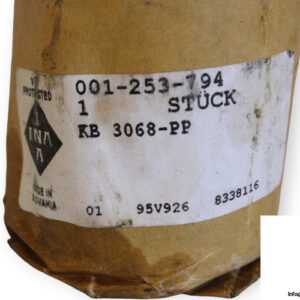 001-253-794
1 STÜCK
KB 3068-PP
PROTECTED
I
INA
A
MADE IN
01 95V926 8338116